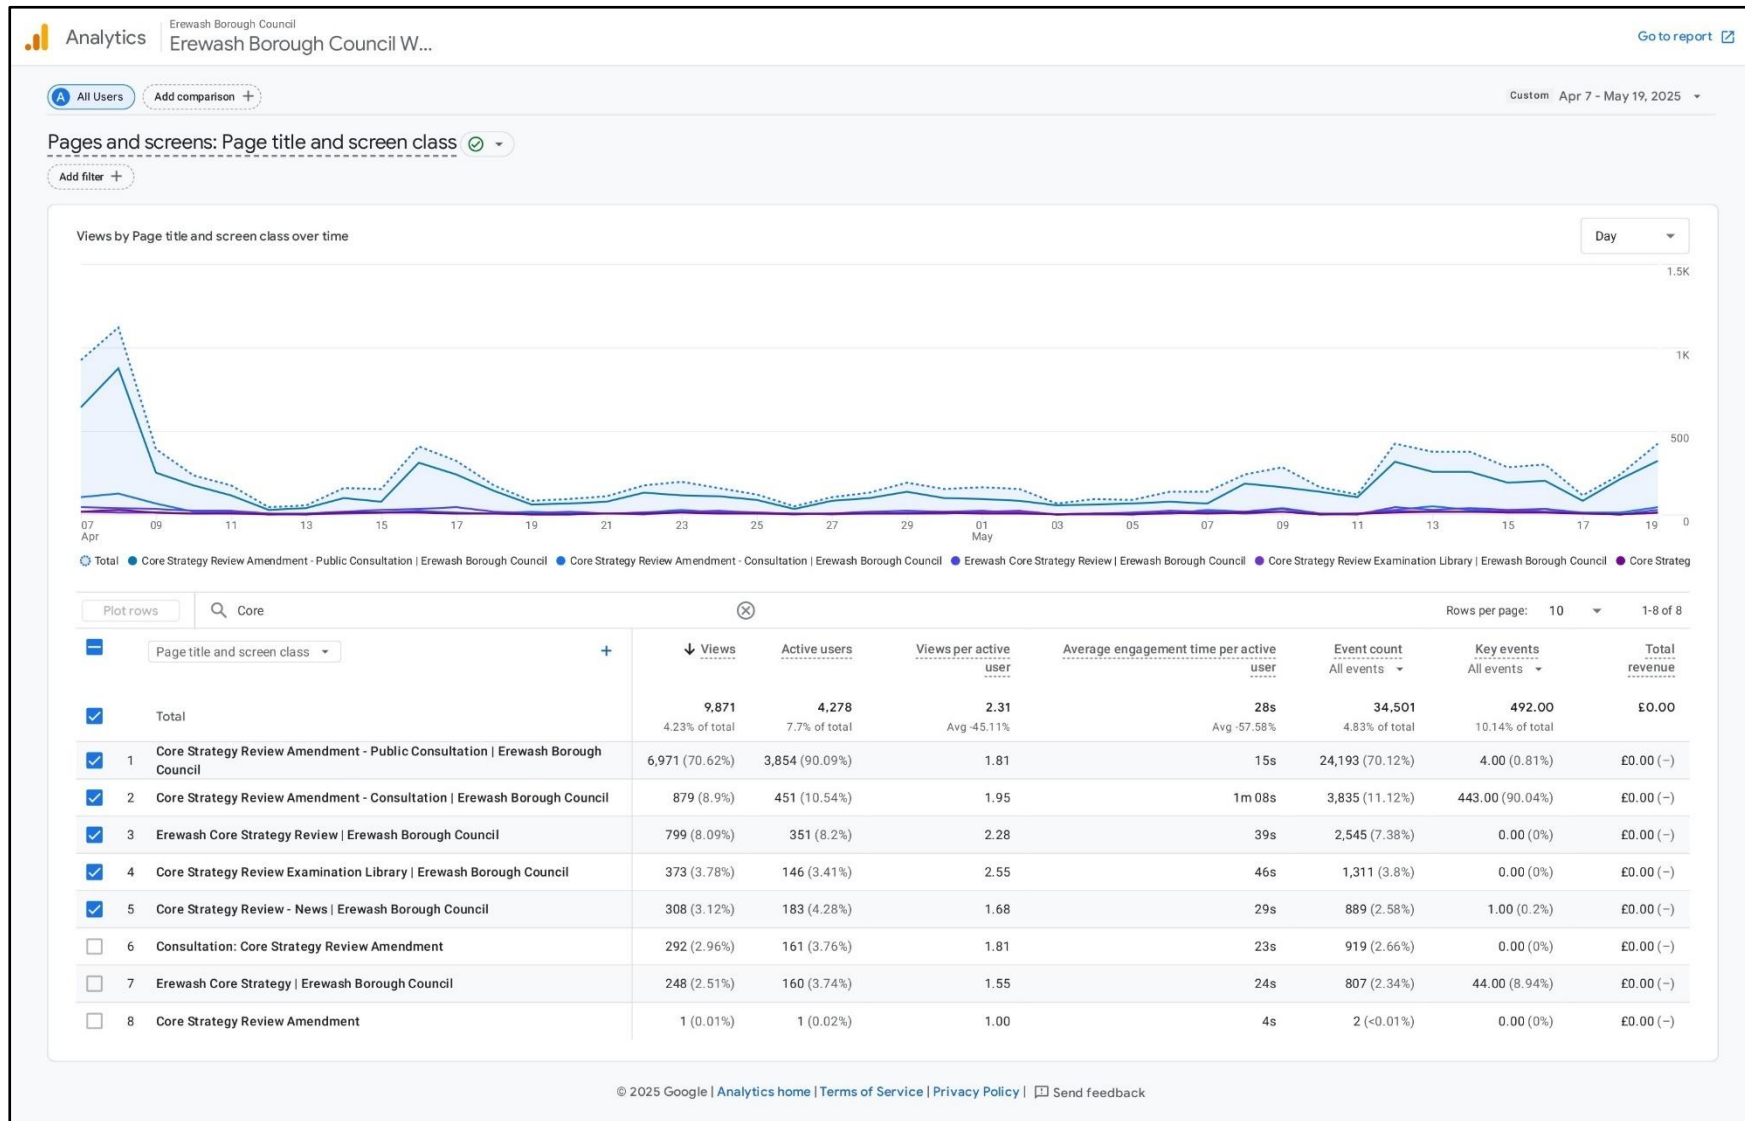 Erewash Borough Council
Analytics
Erewash Borough Council W...
Go to report
A All Users
Add comparison +
Custom Apr 7 - May 19, 2025
Pages and screens: Page title and screen class
Add filter +
Views by Page title and screen class over time
Day
1.5K
1K
500
0
07 09 11 13 15 17 19 21 23 25 27 29 01 03 05 07 09 11 13 15 17 19
Apr May
Total Core Strategy Review Amendment - Public Consultation | Erewash Borough Council Core Strategy Review Amendment - Consultation | Erewash Borough Council Erewash Core Strategy Review | Erewash Borough Council Core Strategy Review Examination Library | Erewash Borough Council Core Strateg
Plot rows
Core
Rows per page: 10 1-8 of 8
Page title and screen class + Views Active users Views per active user Average engagement time per active user Event count All events Key events All events Total revenue
Total 9,871 4,278 2.31 28s 34,501 492.00 £0.00
4.23% of total 7.7% of total Avg -45.11% Avg -57.58% 4.83% of total 10.14% of total
1 Core Strategy Review Amendment - Public Consultation | Erewash Borough
Council
6,971 (70.62%) 3,854 (90.09%) 1.81 15s 24,193 (70.12%) 4.00 (0.81%) £0.00 (–)
2 Core Strategy Review Amendment - Consultation | Erewash Borough Council 879 (8.9%) 451 (10.54%) 1.95 1m 08s 3,835 (11.12%) 443.00 (90.04%) £0.00 (–)
3 Erewash Core Strategy Review | Erewash Borough Council 799 (8.09%) 351 (8.2%) 2.28 39s 2,545 (7.38%) 0.00 (0%) £0.00 (–)
4 Core Strategy Review Examination Library | Erewash Borough Council 373 (3.78%) 146 (3.41%) 2.55 46s 1,311 (3.8%) 0.00 (0%) £0.00 (–)
5 Core Strategy Review - News | Erewash Borough Council 308 (3.12%) 183 (4.28%) 1.68 29s 889 (2.58%) 1.00 (0.2%) £0.00 (–)
6 Consultation: Core Strategy Review Amendment 292 (2.96%) 161 (3.76%) 1.81 23s 919 (2.66%) 0.00 (0%) £0.00 (–)
7 Erewash Core Strategy | Erewash Borough Council 248 (2.51%) 160 (3.74%) 1.55 24s 807 (2.34%) 44.00 (8.94%) £0.00 (–)
8 Core Strategy Review Amendment 1 (0.01%) 1 (0.02%) 1.00 4s 2 (<0.01%) 0.00 (0%) £0.00 (–)
© 2025 Google | Analytics home | Terms of Service | Privacy Policy | Send feedback